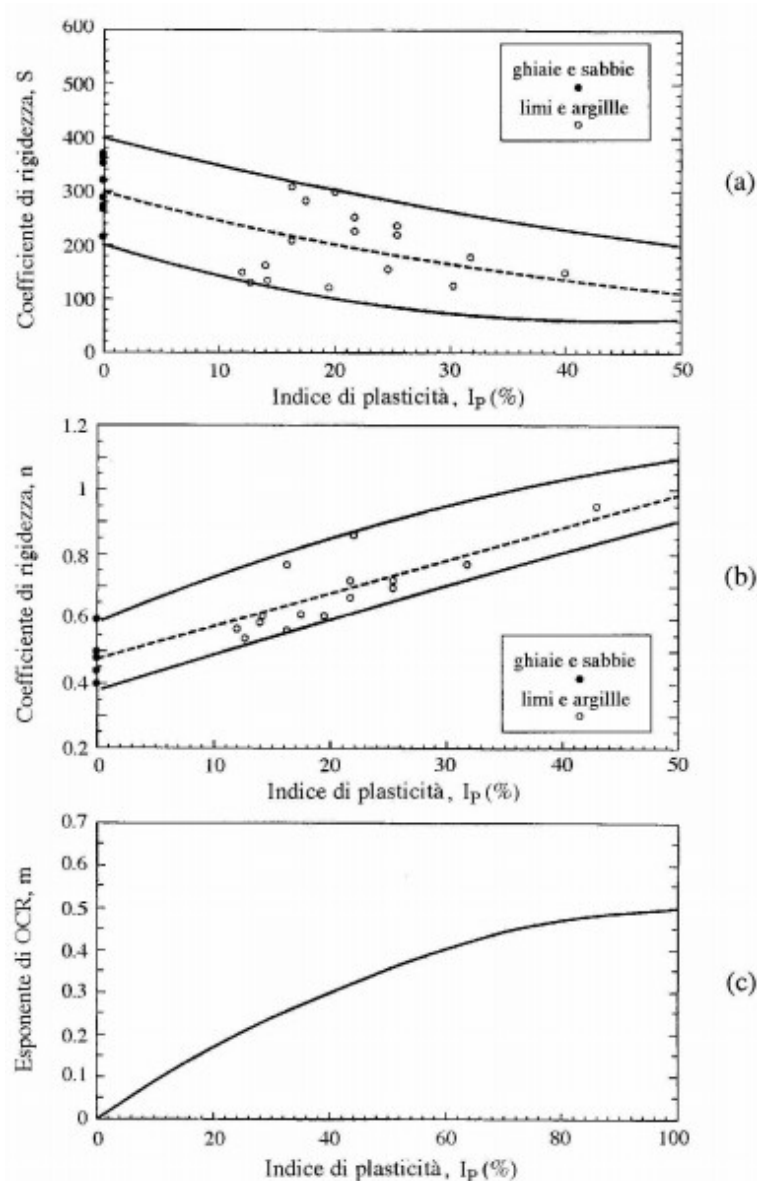 600
500
400
300
200
100
0
Coefficiente di rigidezza, S
ghiaie e sabbie
limi e argillle
(a)
0 10 20 30 40 50
Indice di plasticità, IP (%)
1.2
1
0.8
0.6
0.4
0.2
Coefficiente di rigidezza, n
ghiaie e sabbie
limi e argillle
(b)
0 10 20 30 40 50
Indice di plasticità, IP (%)
0.7
0.6
0.5
0.4
0.3
0.2
0.1
0
Esponente di OCR, m
(c)
0 20 40 60 80 100
Indice di plasticità, IP (%)